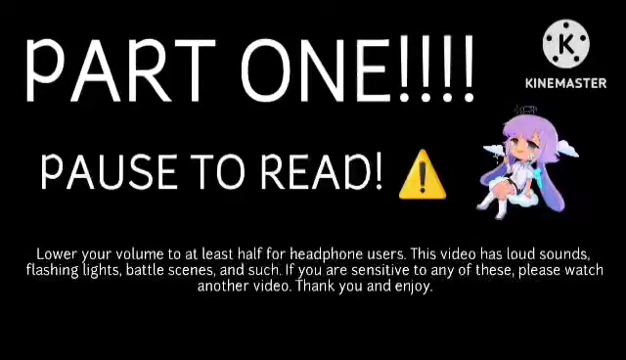 PART ONE!!!!
KINEMASTER
PAUSE TO READ!
Lower your volume to at least half for headphone users. This video has loud sounds,
flashing lights, battle scenes, and such. If you are sensitive to any of these, please watch
another video. Thank you and enjoy.